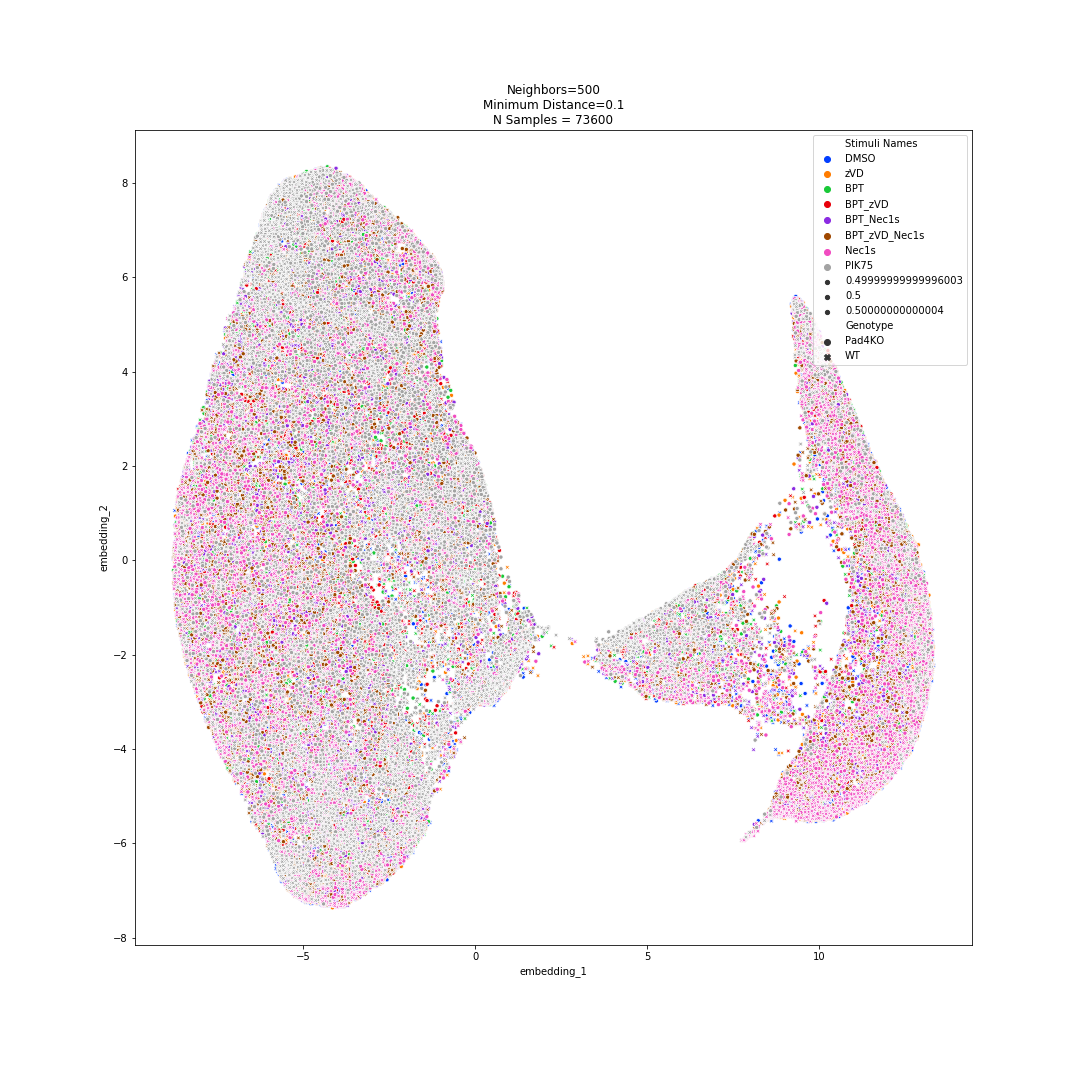 Neighbors=500
Minimum Distance=0.1
N Samples = 73600
Stimuli Names
DMSO
zVD
BPT
BPT_zVD
BPT_Nec1s
BPT_zVD_Nec1s
Nec1s
PIK75
0.49999999999996003
0.5
0.50000000000004
Genotype
Pad4KO
WT
8
6
4
2
0
−2
−4
−6
−8
embedding_2
−5
0
5
10
embedding_1